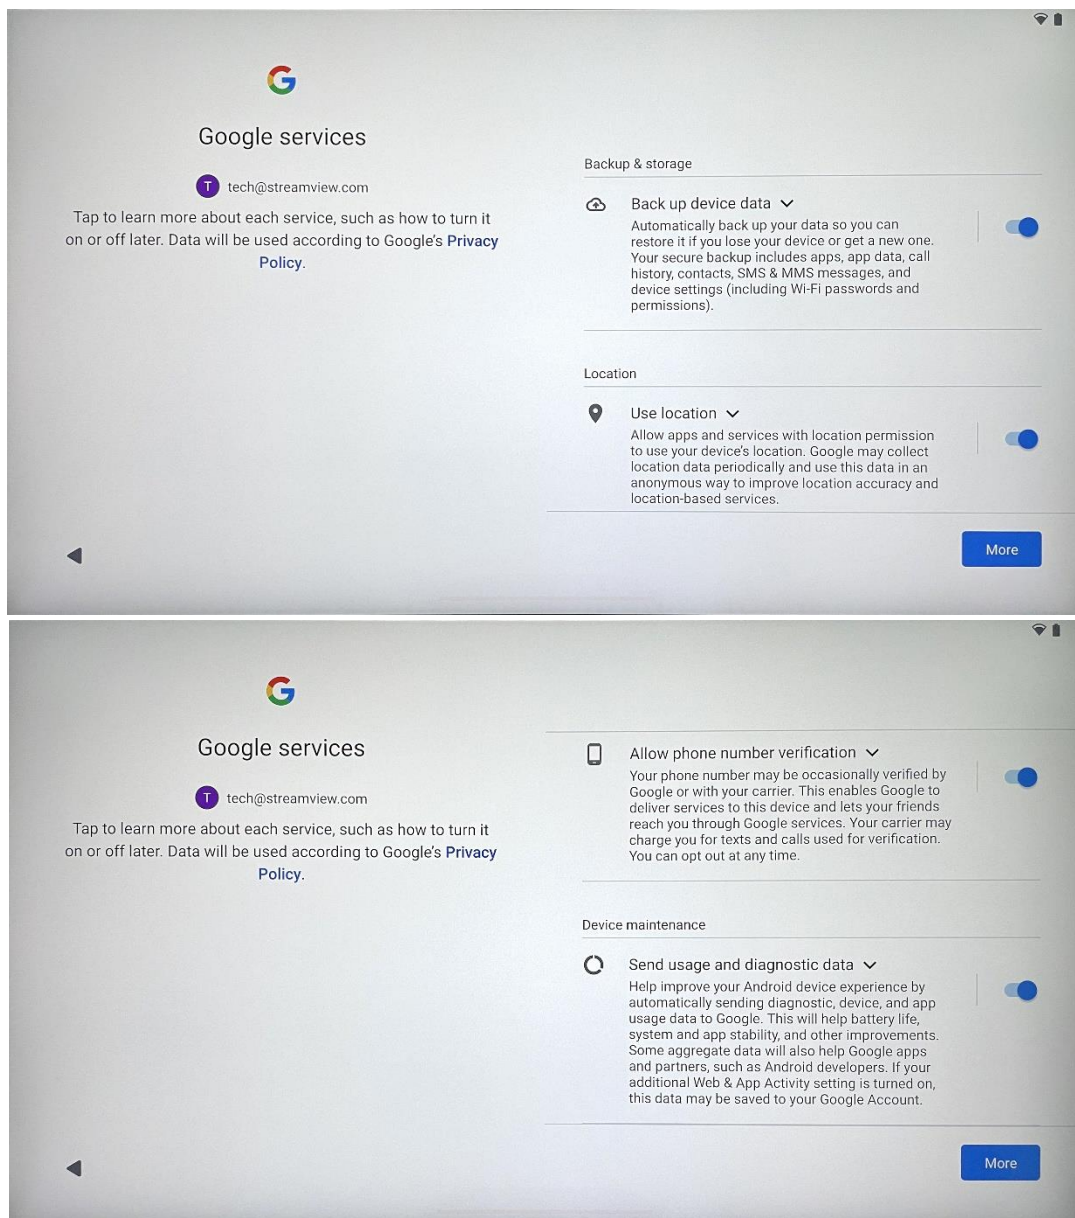 Google services
T tech@streamview.com
Tap to learn more about each service, such as how to turn it
on or off later. Data will be used according to Google's Privacy
Policy.
Backup & storage
Back up device data
Automatically back up your data so you can
restore it if you lose your device or get a new one.
Your secure backup includes apps, app data, call
history, contacts, SMS & MMS messages, and
device settings (including Wi-Fi passwords and
permissions).
Location
Use location
Allow apps and services with location permission
to use your device's location. Google may collect
location data periodically and use this data in an
anonymous way to improve location accuracy and
location-based services.
More
Google services
T tech@streamview.com
Tap to learn more about each service, such as how to turn it
on or off later. Data will be used according to Google's Privacy
Policy.
Allow phone number verification
Your phone number may be occasionally verified by
Google or with your carrier. This enables Google to
deliver services to this device and lets your friends
reach you through Google services. Your carrier may
charge you for texts and calls used for verification.
You can opt out at any time.
Device maintenance
Send usage and diagnostic data
Help improve your Android device experience by
automatically sending diagnostic, device, and app
usage data to Google. This will help battery life,
system and app stability, and other improvements.
Some aggregate data will also help Google apps
and partners, such as Android developers. If your
additional Web & App Activity setting is turned on,
this data may be saved to your Google Account.
More